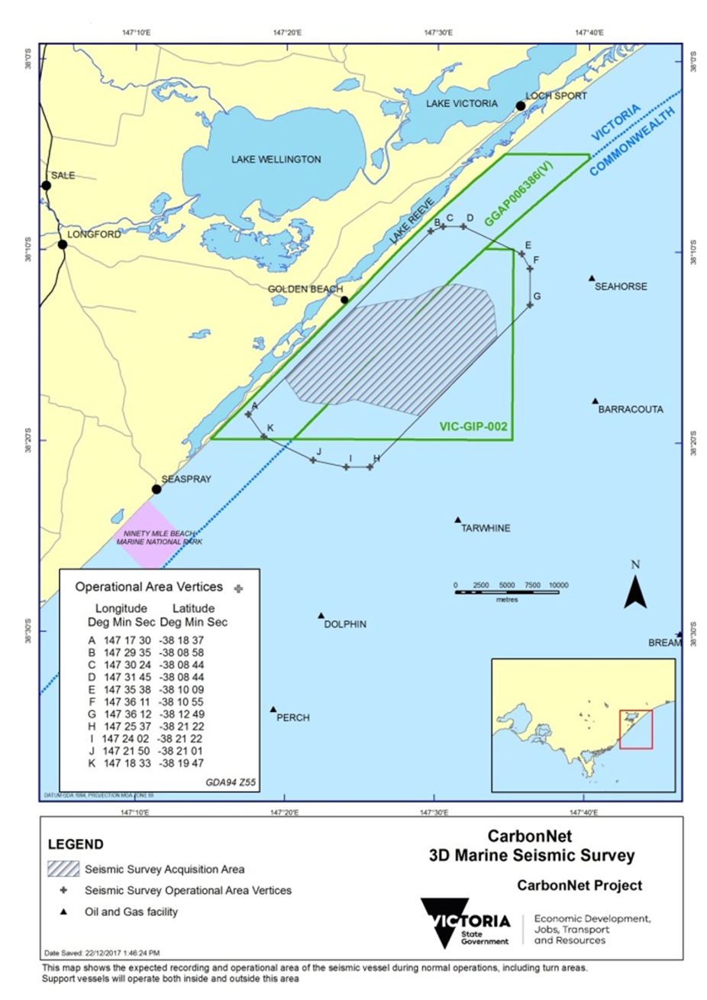 147°10'E 147°20'E 147°30'E 147°40'E
38°0'S
38°0'S
LOCH SPORT
LAKE VICTORIA
VICTORIA
COMMONWEALTH
LAKE WELLINGTON
SALE
GGAP006386(V)
LAKE REEVE
B C D
LONGFORD
E
38°10'S
38°10'S
F
SEAHORSE
GOLDEN BEACH
G
A
BARRACOUTA
K
VIC-GIP-002
38°20'S
38°20'S
J I H
SEASPRAY
TARWHINE
NINETY MILE BEACH
MARINE NATIONAL PARK
N
0 2500 5000 7500 10000
metres
DOLPHIN
38°30'S
38°30'S
BREAM
PERCH
Operational Area Vertices
Longitude Latitude
Deg Min Sec Deg Min Sec
A 147 17 30 -38 18 37
B 147 29 35 -38 08 58
C 147 30 24 -38 08 44
D 147 31 45 -38 08 44
E 147 35 38 -38 10 09
F 147 36 11 -38 10 55
G 147 36 12 -38 12 49
H 147 25 37 -38 21 22
I 147 24 02 -38 21 22
J 147 21 50 -38 21 01
K 147 18 33 -38 19 47
GDA94 Z55
DATUM GDA 1994, PROJECTION MGA ZONE 55
147°10'E 147°20'E 147°30'E 147°40'E
LEGEND
Seismic Survey Acquisition Area
Seismic Survey Operational Area Vertices
Oil and Gas facility
Date Saved: 22/12/2017 1:46:24 PM
CarbonNet
3D Marine Seismic Survey
CarbonNet Project
VICTORIA
State
Government
Economic Development,
Jobs, Transport
and Resources
This map shows the expected recording and operational area of the seismic vessel during normal operations, including turn areas.
Support vessels will operate both inside and outside this area